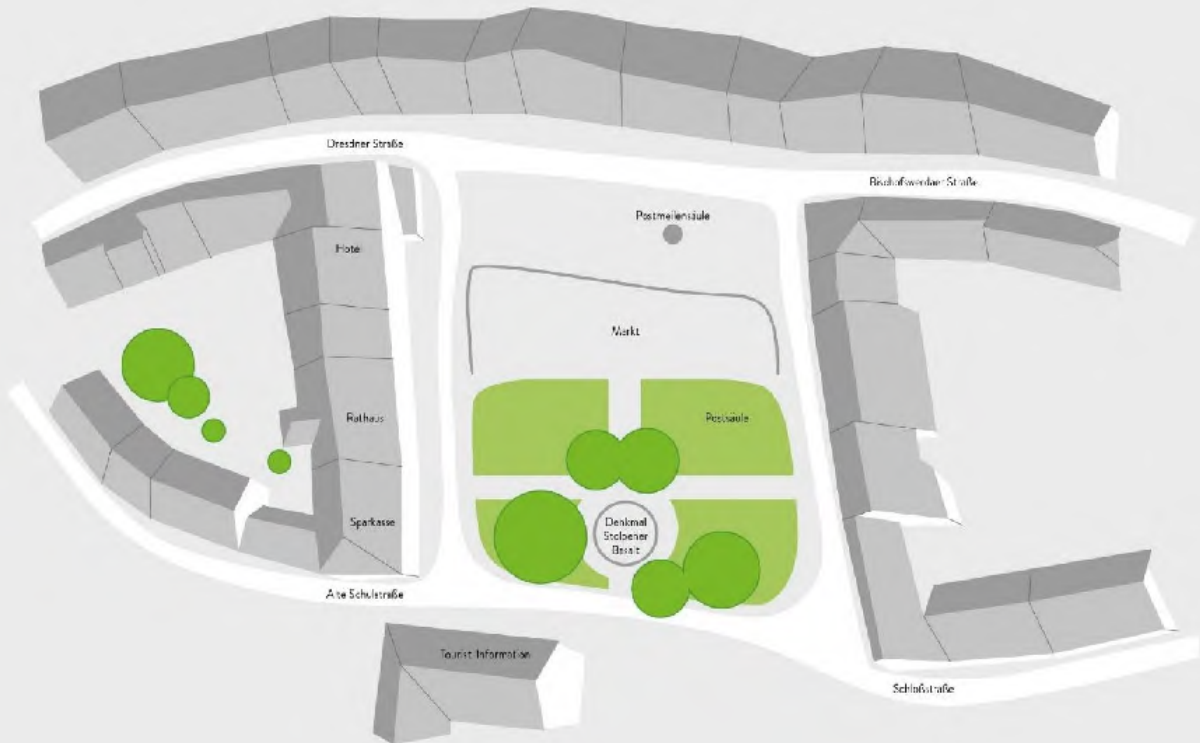 Dresdner Straße
Bischofswerdaer Straße
Postmeilensäule
Hotel
Markt
Rathaus
Postsäule
Sparkasse
Denkmal
Stolpener
Basalt
Alte Schulstraße
Tourist-Information
Schloßstraße